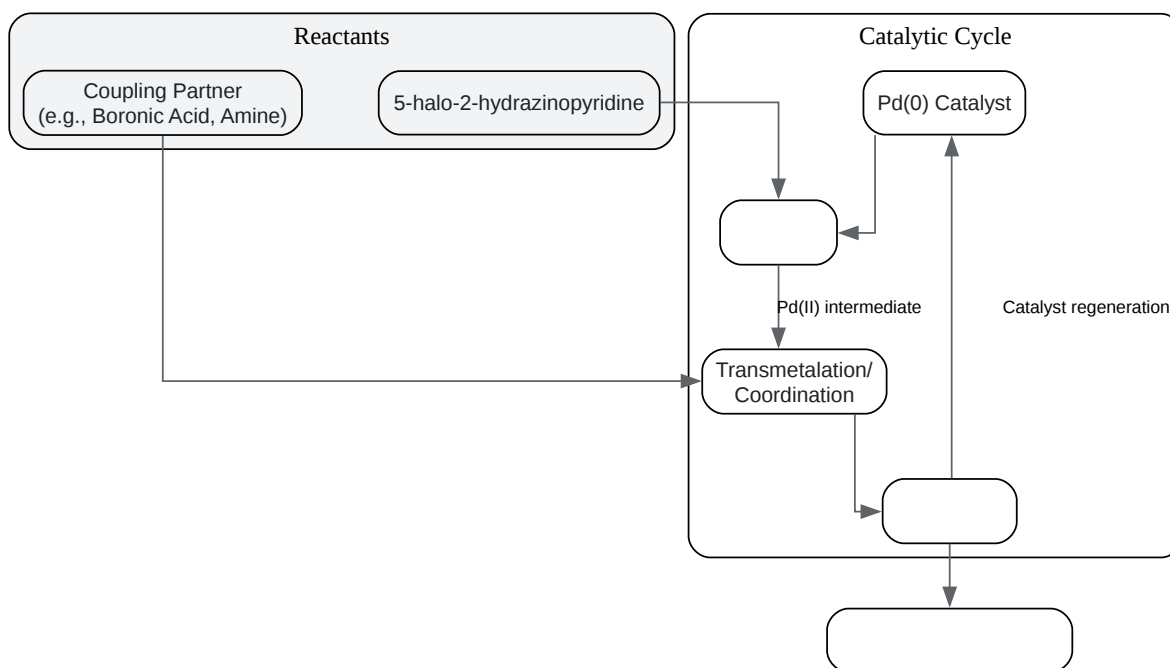 Reactants
Coupling Partner
(e.g., Boronic Acid, Amine)
5-halo-2-hydrazinopyridine
Catalytic Cycle
Pd(0) Catalyst
Pd(II) intermediate
Catalyst regeneration
Transmetalation/
Coordination